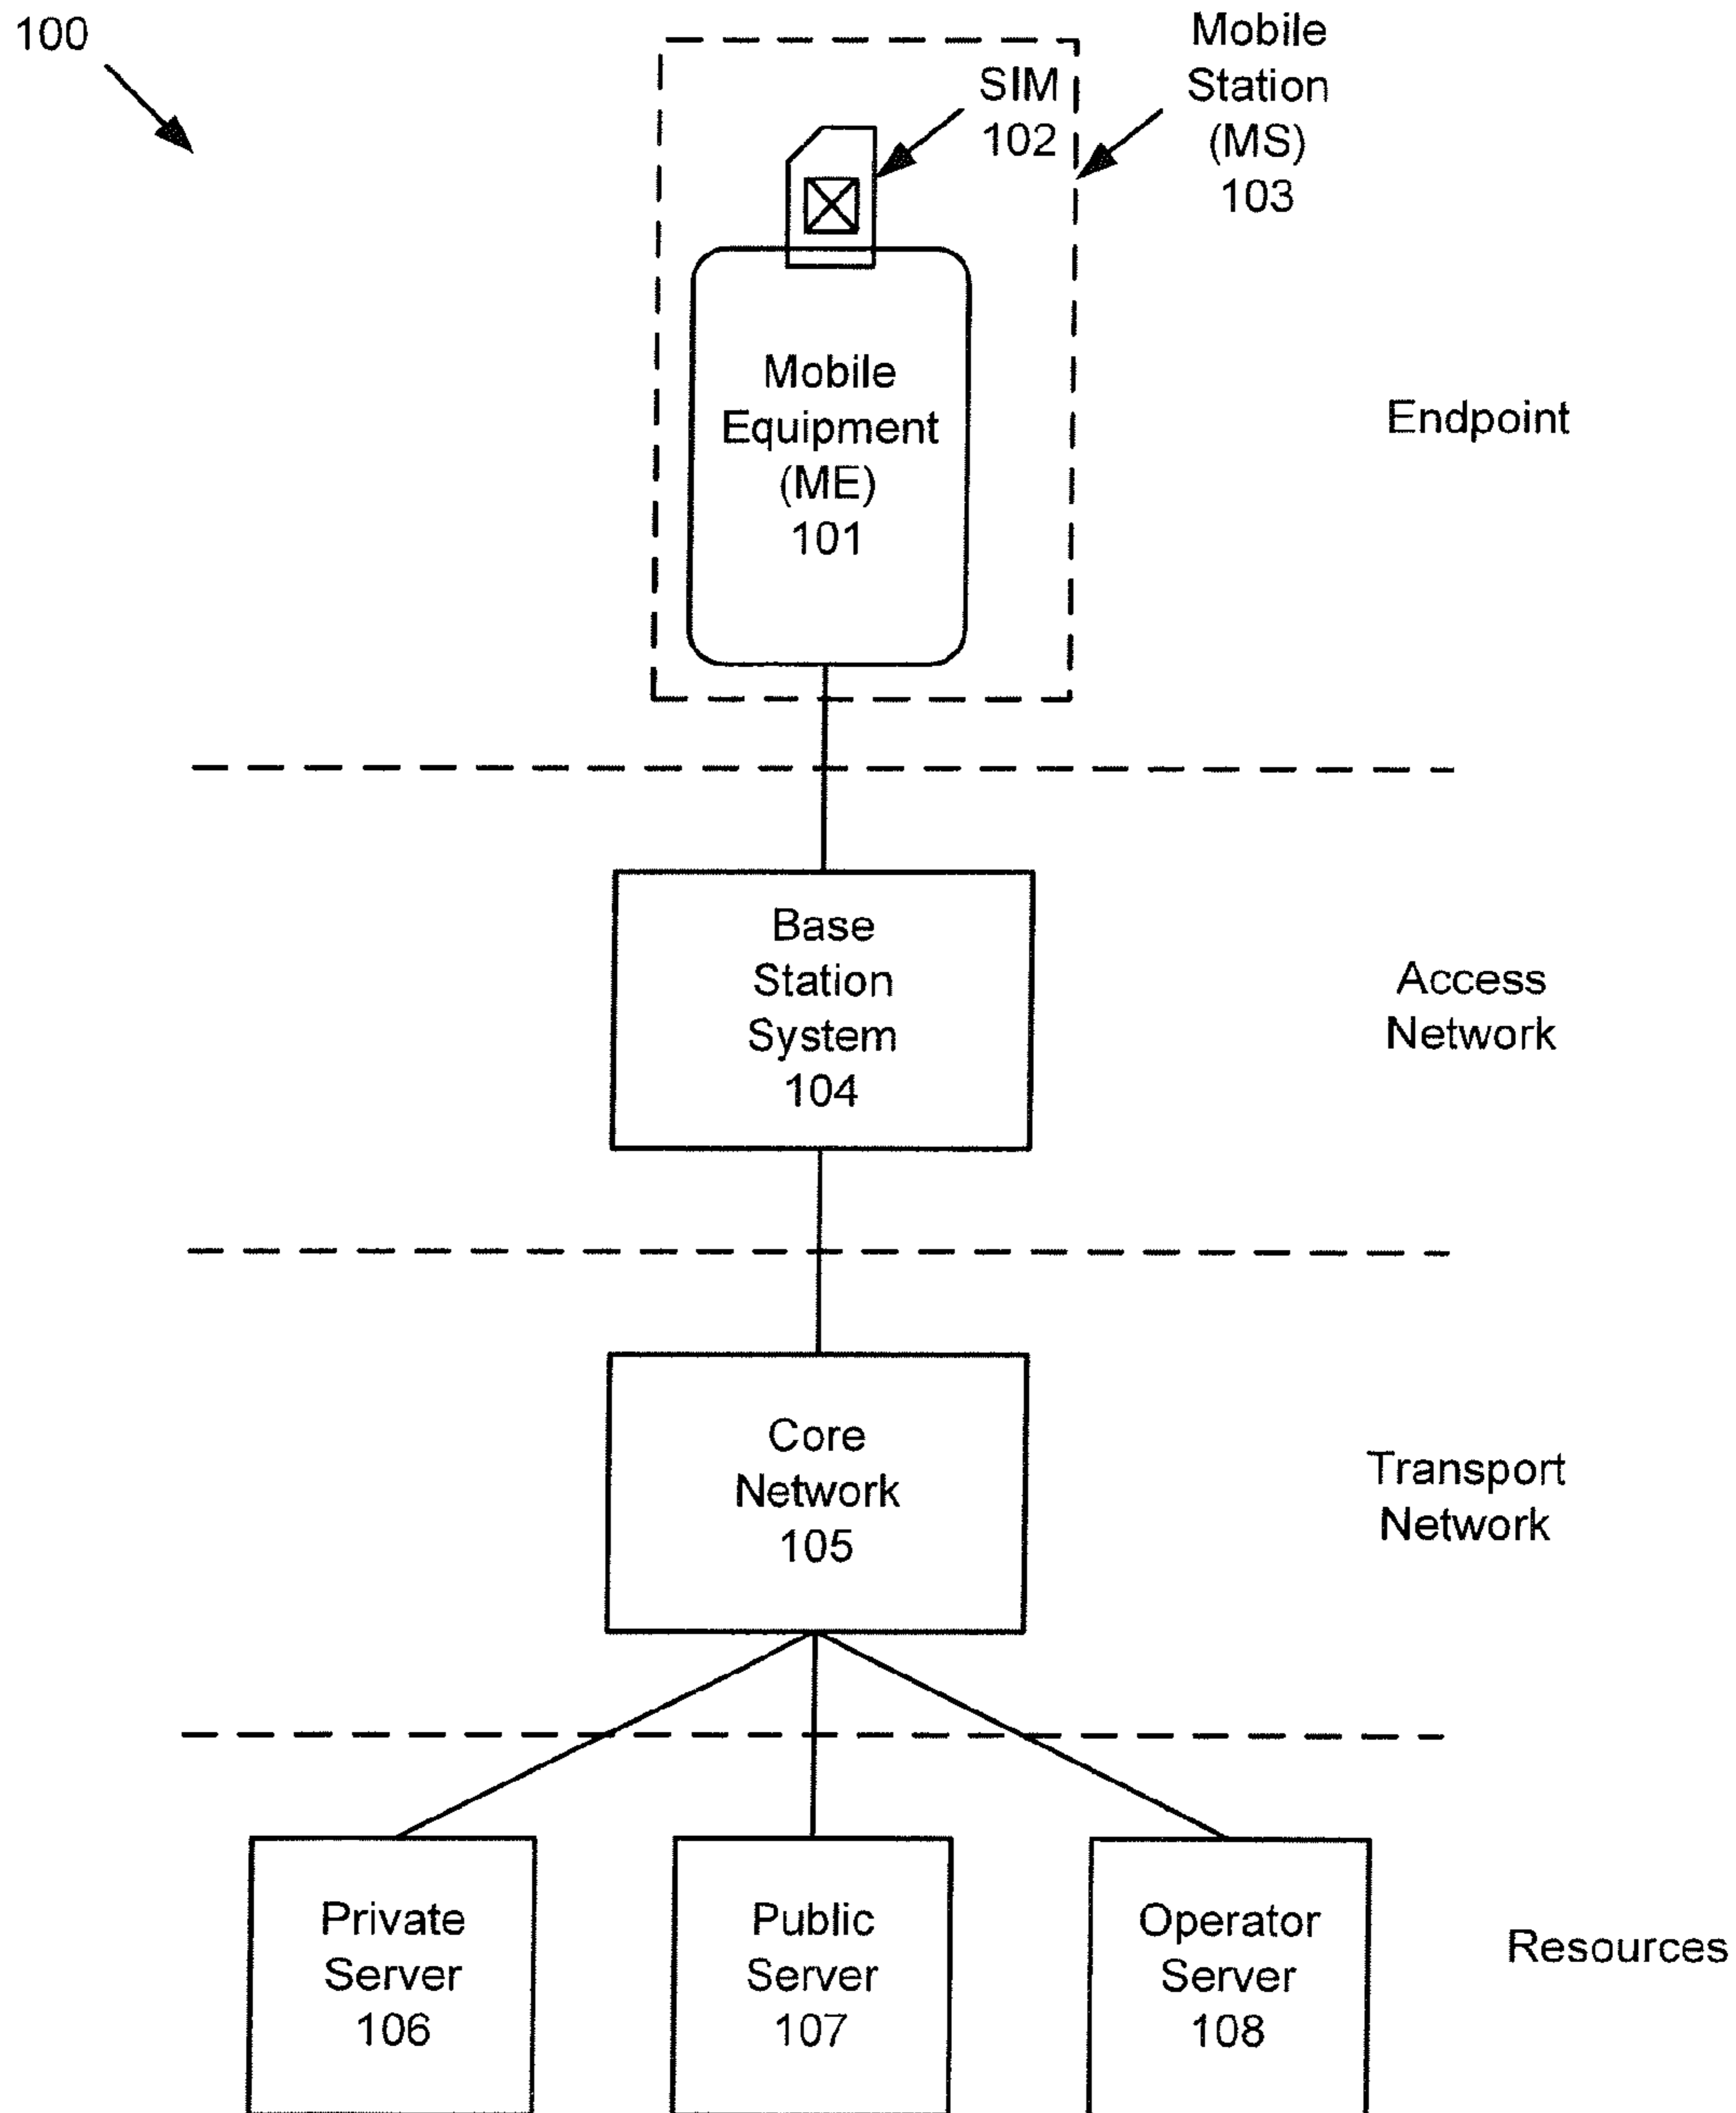 100
SIM
102
Mobile
Station
(MS)
103
Mobile
Equipment
(ME)
101
Endpoint
Base
Station
System
104
Access
Network
Core
Network
105
Transport
Network
Private
Server
106
Public
Server
107
Operator
Server
108
Resources